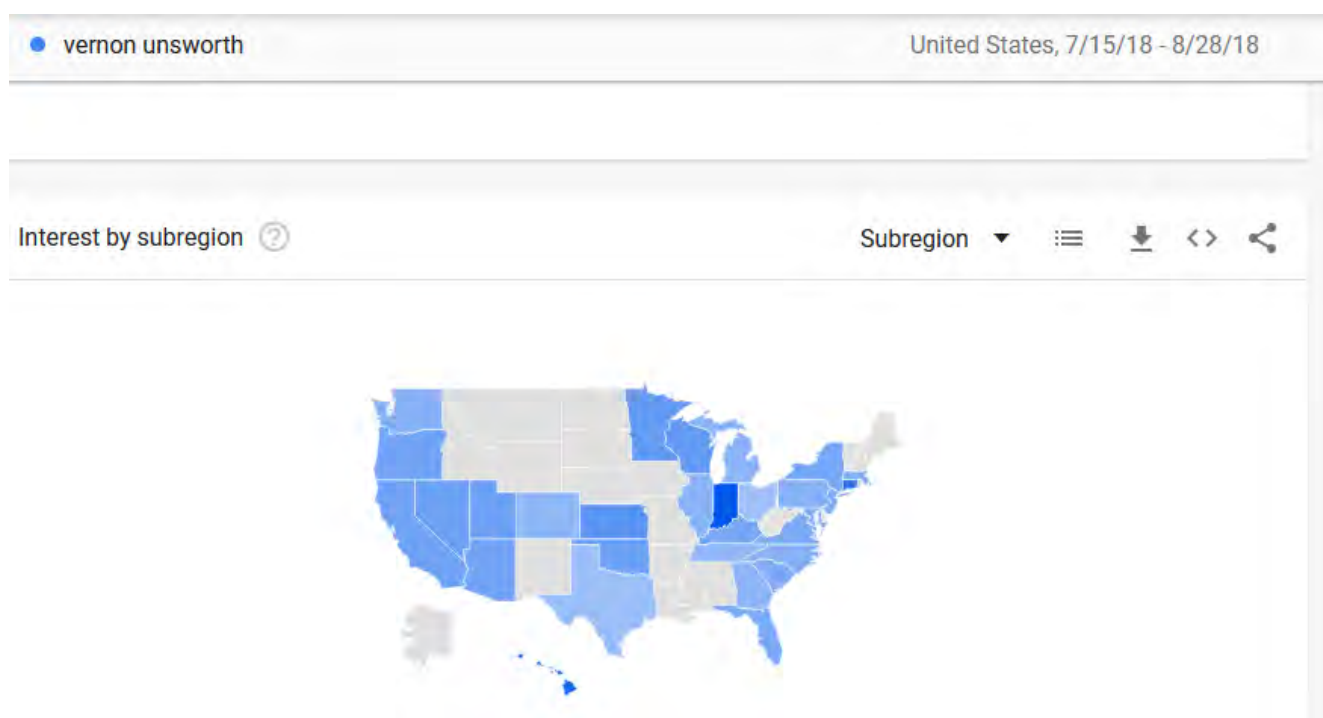 vernon unsworth United States, 7/15/18 - 8/28/18
Interest by subregion ? Subregion